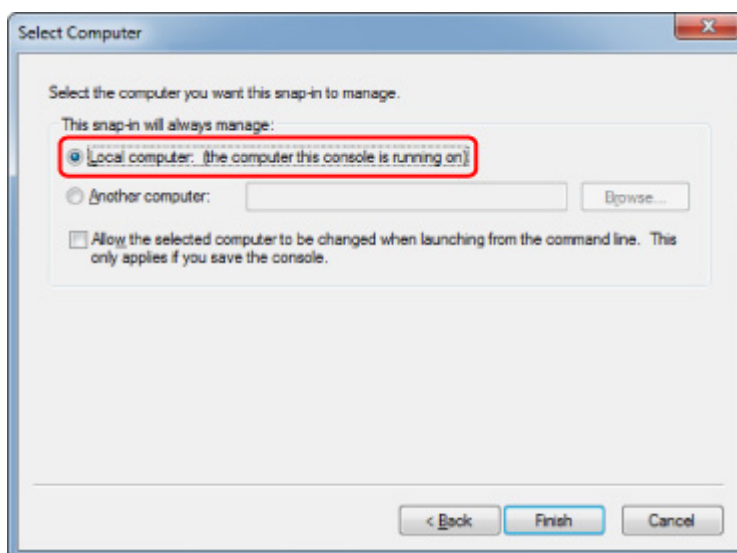 Select Computer
Select the computer you want this snap-in to manage.
This snap-in will always manage:
Local computer: (the computer this console is running on)
Another computer:
Browse...
Allow the selected computer to be changed when launching from the command line. This
only applies if you save the console.
< Back
Finish
Cancel